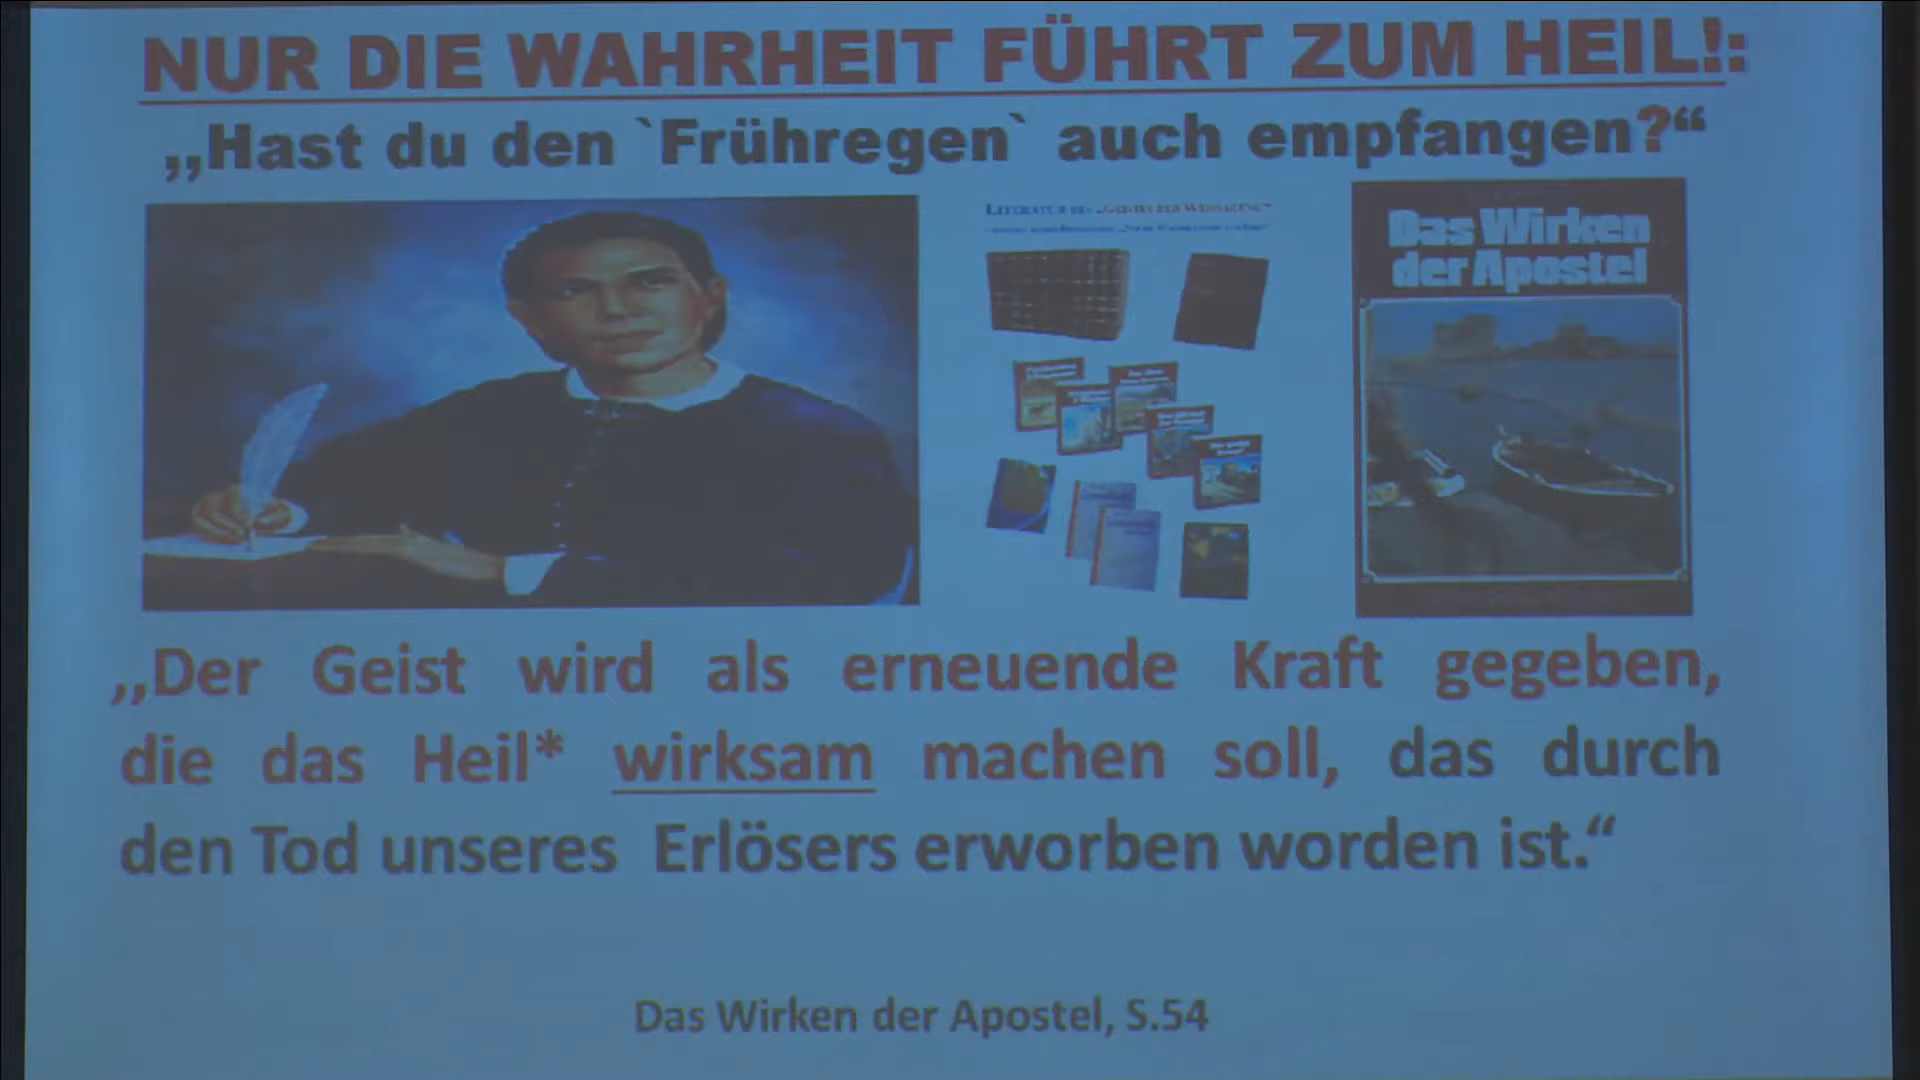 NUR DIE WAHRHEIT FÜHRT ZUM HEIL!:
,,Hast du den `Frühregen` auch empfangen?“
Das Wirken
der Apostel
,,Der Geist wird als erneuende Kraft gegeben,
die das Heil* wirksam machen soll, das durch
den Tod unseres Erlösers erworben worden ist.“
Das Wirken der Apostel, S.54